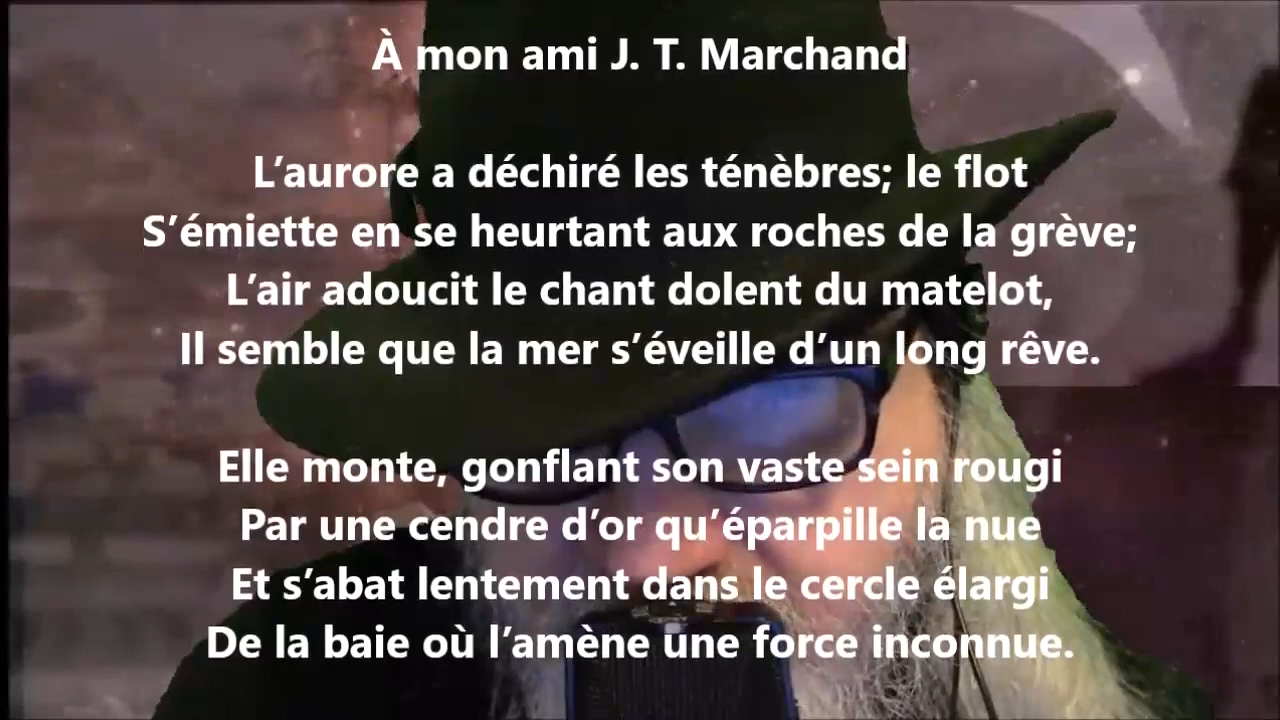 À mon ami J. T. Marchand
L’aurore a déchiré les ténèbres; le flot
S’émiette en se heurtant aux roches de la grève;
L’air adoucit le chant dolent du matelot,
Il semble que la mer s’éveille d’un long rêve.
Elle monte, gonflant son vaste sein rougi
Par une cendre d’or qu’éparpille la nue
Et s’abat lentement dans le cercle élargi
De la baie où l’amène une force inconnue.